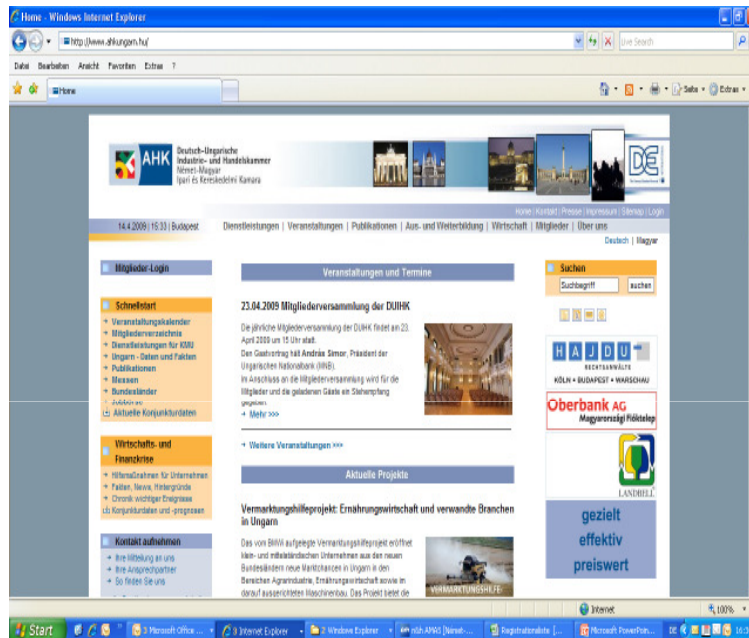 Home - Windows Internet Explorer
http://www.ahkungarn.hu/
Live Search
Datei Bearbeiten Ansicht Favoriten Extras ?
Home
Seite
Extras
AHK
Deutsch-Ungarische
Industrie- und Handelskammer
Német-Magyar
Ipari és Kereskedelmi Kamara
DE
Home | Kontakt | Presse | Impressum | Sitemap | Login
14.4.2009 | 15:33 | Budapest
Dienstleistungen | Veranstaltungen | Publikationen | Aus- und Weiterbildung | Wirtschaft | Mitglieder | Über uns
Deutsch | Magyar
Mitglieder-Login
Schnellstart
Veranstaltungskalender
Mitgliederverzeichnis
Dienstleistungen für KMU
Ungarn - Daten und Fakten
Publikationen
Messen
Bundesländer
Jobbörse
Aktuelle Konjunkturdaten
Wirtschafts- und
Finanzkrise
Hilfsmaßnahmen für Unternehmen
Fakten, News, Hintergründe
Chronik wichtiger Ereignisse
Konjunkturdaten und -prognosen
Kontakt aufnehmen
Ihre Mitteilung an uns
Ihre Ansprechpartner
So finden Sie uns
Veranstaltungen und Termine
23.04.2009 Mitgliederversammlung der DUIHK
Die jährliche Mitgliederversammlung der DUIHK findet am 23.
April 2009 um 15 Uhr statt.
Den Gastvortrag hält András Simor, Präsident der
Ungarischen Nationalbank (MNB).
Im Anschluss an die Mitgliederversammlung wird für die
Mitglieder und die geladenen Gäste ein Stehempfang
gegeben.
Mehr >>>
Weitere Veranstaltungen >>>
Aktuelle Projekte
Vermarktungshilfeprojekt: Ernährungswirtschaft und verwandte Branchen
in Ungarn
Das vom BMWi aufgelegte Vermarktungshilfeprojekt eröffnet
klein- und mittelständischen Unternehmen aus den neuen
Bundesländern neue Marktchancen in Ungarn in den
Bereichen Agrarindustrie, Ernährungswirtschaft sowie im
darauf ausgerichteten Maschinenbau. Das Projekt bietet die
VERMARKTUNGSHILFE-
Suchen
Suchbegriff
suchen
HAJDU
RECHTSANWÄLTE
KÖLN • BUDAPEST • WARSCHAU
Oberbank AG
Magyarországi Fióktelep
LANDBELL
gezielt
effektiv
preiswert
Internet
100%
Start
3 Microsoft Office ...
3 Internet Explorer
2 Windows Explorer
náh AMAS [Német-...
Registrationsliste [...
Microsoft PowerPoin...
DE